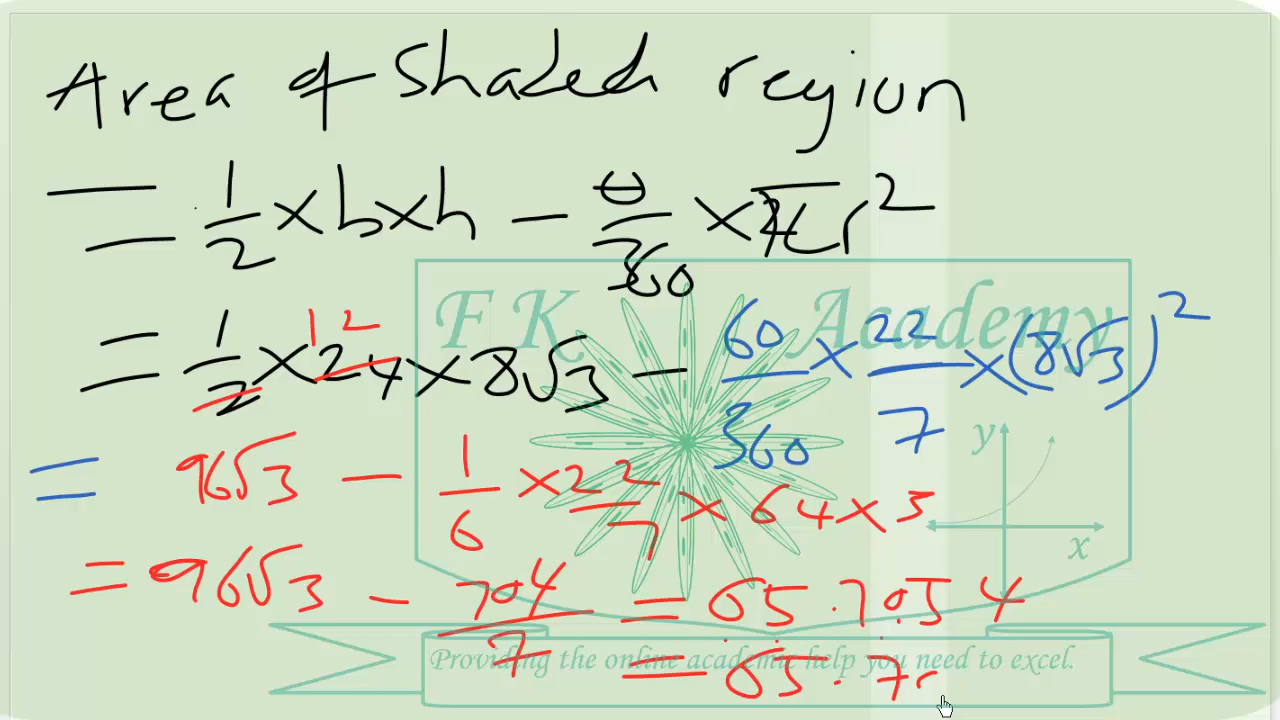 Area of Shaded region
= 1/2 × b × h − θ/360 × πr²
F K Academy
= 1/2 × 24 12 × 8√3 − 60/360 × 22/7 × (8√3)²
= 96√3 − 1/6 × 22/7 × 64 × 3
y
x
= 96√3 − 704/7 = 65.7054
Providing the online academic help you need to excel.
= 65.70